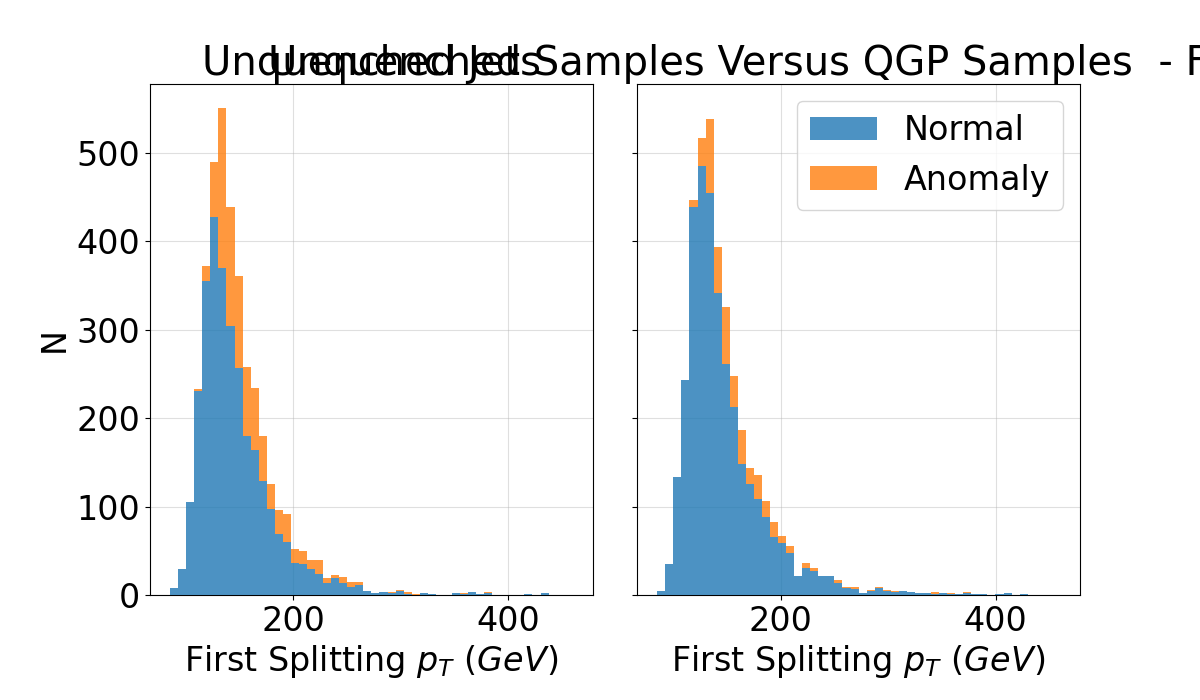 Unquenched Jets
Unquenched Samples Versus QGP Samples  - F
Normal
Anomaly
500
400
300
200
100
0
N
200
400
200
400
First Splitting $p_T$ (GeV)
First Splitting $p_T$ (GeV)